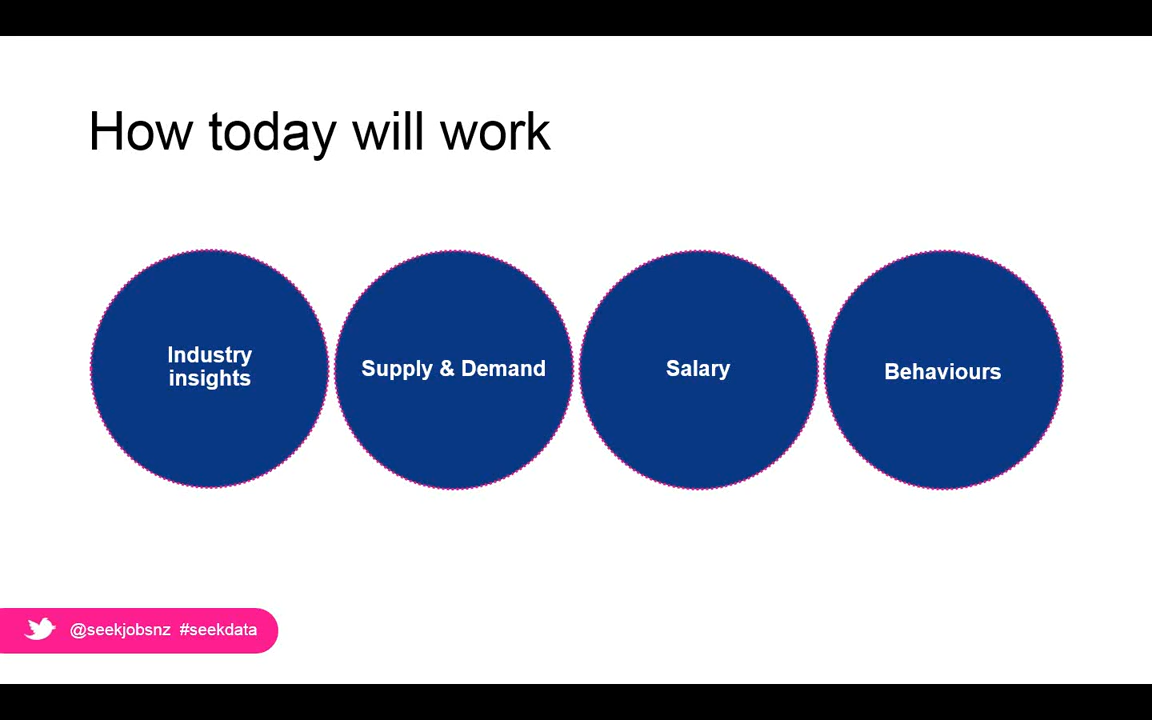 How today will work
Industry
insights
Supply & Demand
Salary
Behaviours
@seekjobsnz #seekdata